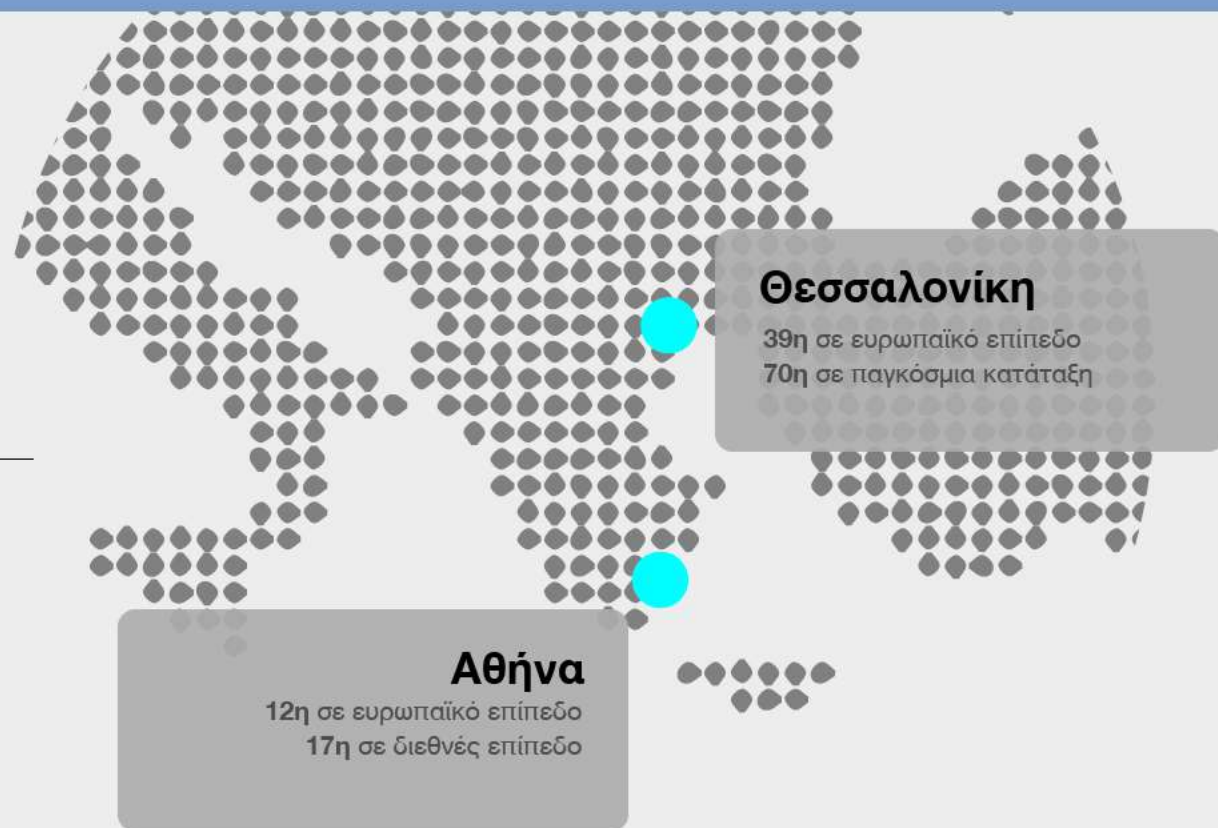 Θεσσαλονίκη
39η σε ευρωπαϊκό επίπεδο
70η σε παγκόσμια κατάταξη
Αθήνα
12η σε ευρωπαϊκό επίπεδο
17η σε διεθνές επίπεδο